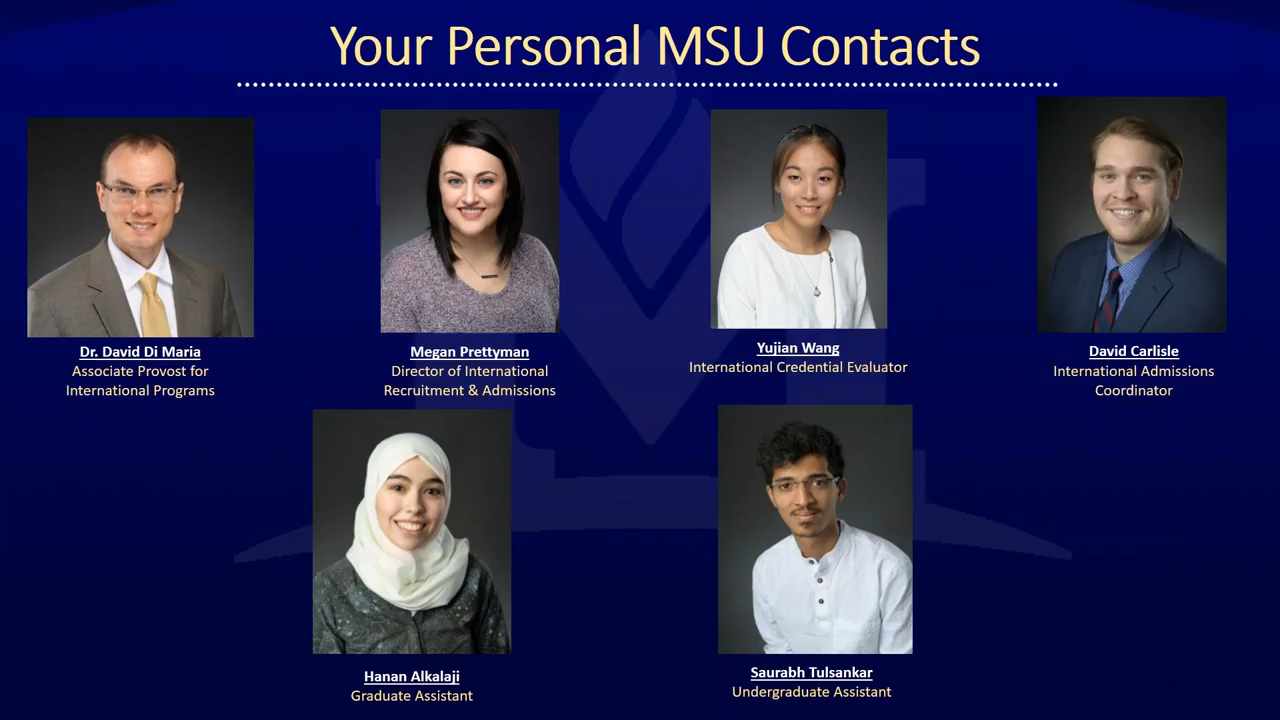 Your Personal MSU Contacts
Dr. David Di Maria
Associate Provost for
International Programs
Megan Prettyman
Director of International
Recruitment & Admissions
Yujian Wang
International Credential Evaluator
David Carlisle
International Admissions
Coordinator
Hanan Alkalaji
Graduate Assistant
Saurabh Tulsankar
Undergraduate Assistant